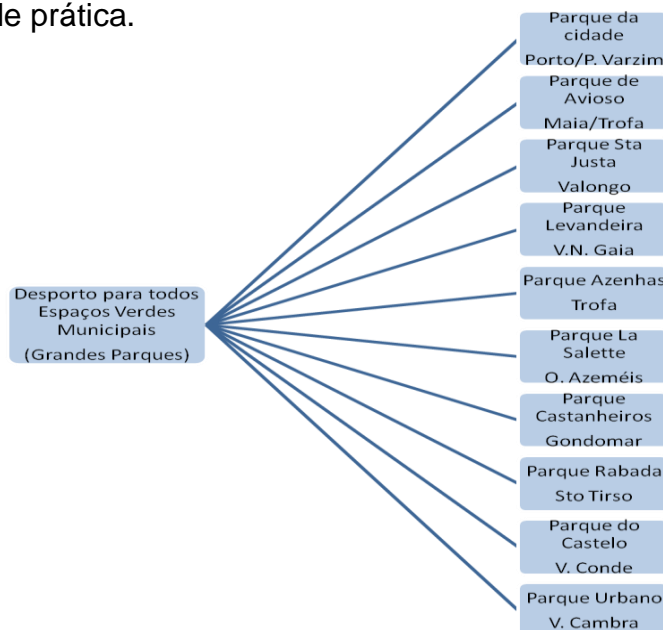 de prática.
Desporto para todos
Espaços Verdes
Municipais
(Grandes Parques)
Parque da
cidade
Porto/P. Varzim
Parque de
Avioso
Maia/Trofa
Parque Sta
Justa
Valongo
Parque
Levandeira
V.N. Gaia
Parque Azenhas
Trofa
Parque La
Salette
O. Azeméis
Parque
Castanheiros
Gondomar
Parque Rabada
Sto Tirso
Parque do
Castelo
V. Conde
Parque Urbano
V. Cambra